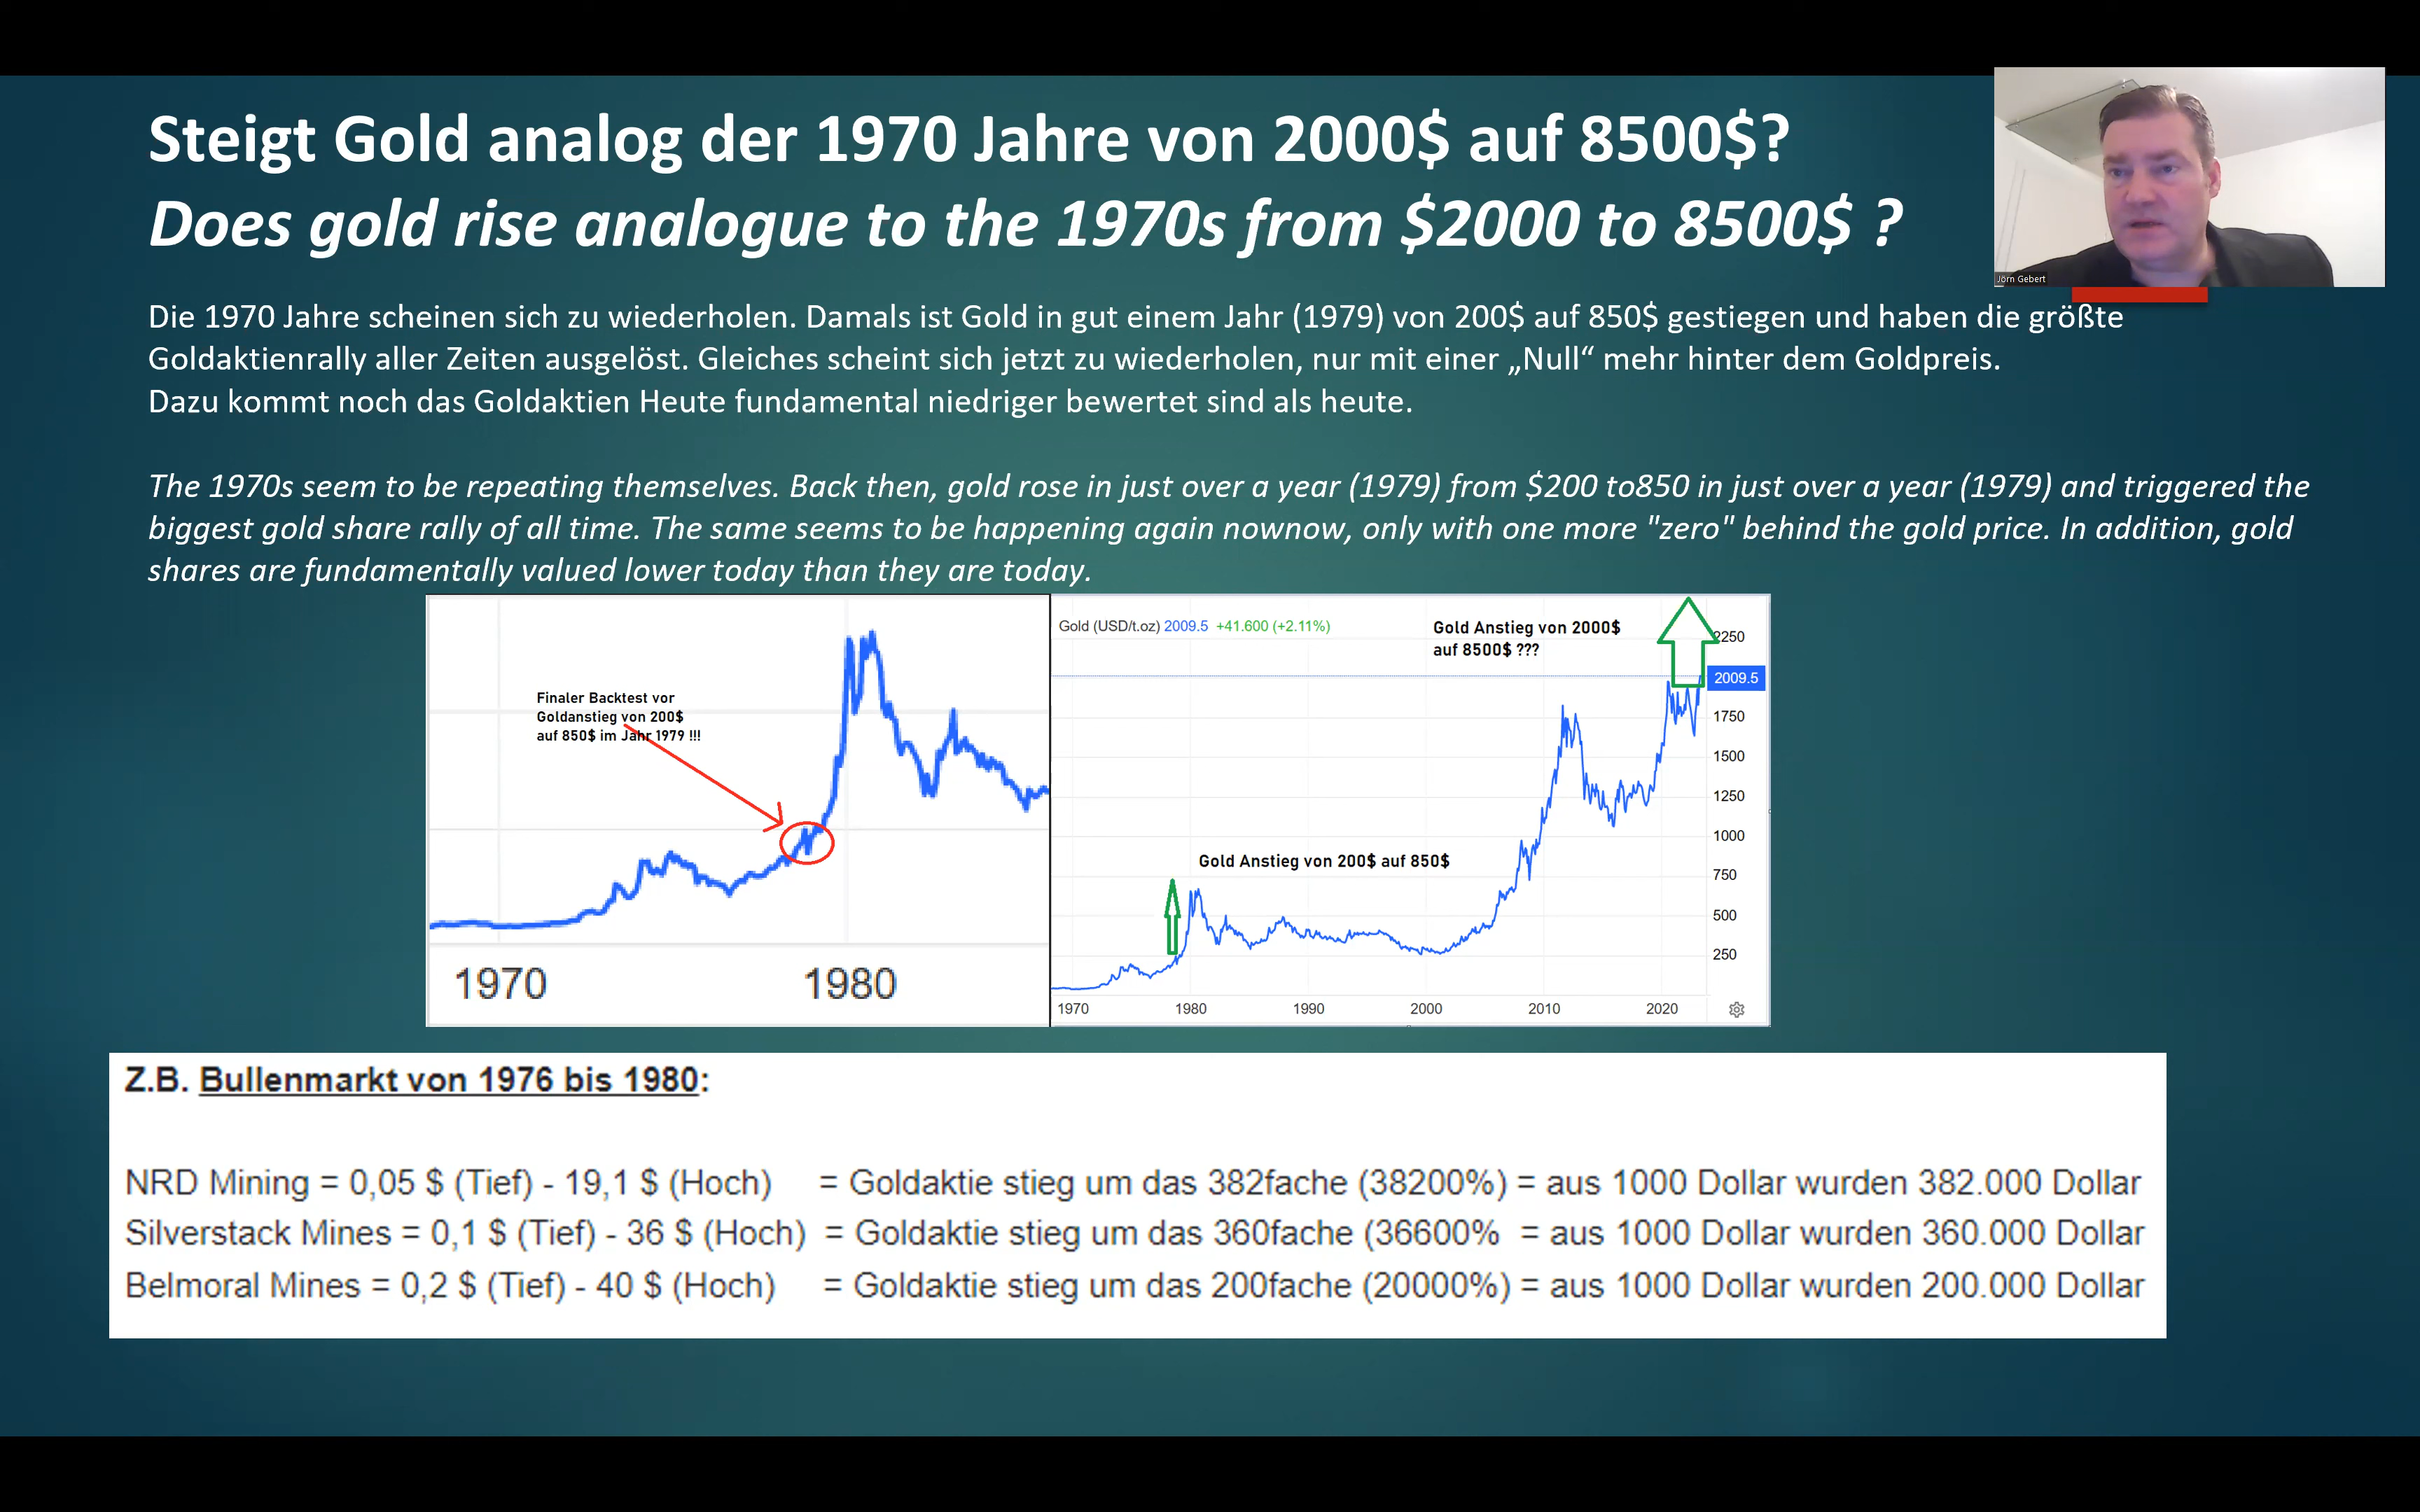 Steigt Gold analog der 1970 Jahre von 2000$ auf 8500$?
Does gold rise analogue to the 1970s from $2000 to 8500$ ?
Jörn Gebert
Die 1970 Jahre scheinen sich zu wiederholen. Damals ist Gold in gut einem Jahr (1979) von 200$ auf 850$ gestiegen und haben die größte
Goldaktienrally aller Zeiten ausgelöst. Gleiches scheint sich jetzt zu wiederholen, nur mit einer „Null“ mehr hinter dem Goldpreis.
Dazu kommt noch das Goldaktien Heute fundamental niedriger bewertet sind als heute.
The 1970s seem to be repeating themselves. Back then, gold rose in just over a year (1979) from $200 to850 in just over a year (1979) and triggered the
biggest gold share rally of all time. The same seems to be happening again nownow, only with one more "zero" behind the gold price. In addition, gold
shares are fundamentally valued lower today than they are today.
Finaler Backtest vor
Goldanstieg von 200$
auf 850$ im Jahr 1979 !!!
1970
1980
Gold (USD/t.oz) 2009.5 +41.600 (+2.11%)
Gold Anstieg von 2000$
auf 8500$ ???
Gold Anstieg von 200$ auf 850$
2250
2009.5
1750
1500
1250
1000
750
500
250
1970
1980
1990
2000
2010
2020
Z.B. Bullenmarkt von 1976 bis 1980:
NRD Mining = 0,05 $ (Tief) - 19,1 $ (Hoch) = Goldaktie stieg um das 382fache (38200%) = aus 1000 Dollar wurden 382.000 Dollar
Silverstack Mines = 0,1 $ (Tief) - 36 $ (Hoch) = Goldaktie stieg um das 360fache (36600% = aus 1000 Dollar wurden 360.000 Dollar
Belmoral Mines = 0,2 $ (Tief) - 40 $ (Hoch) = Goldaktie stieg um das 200fache (20000%) = aus 1000 Dollar wurden 200.000 Dollar